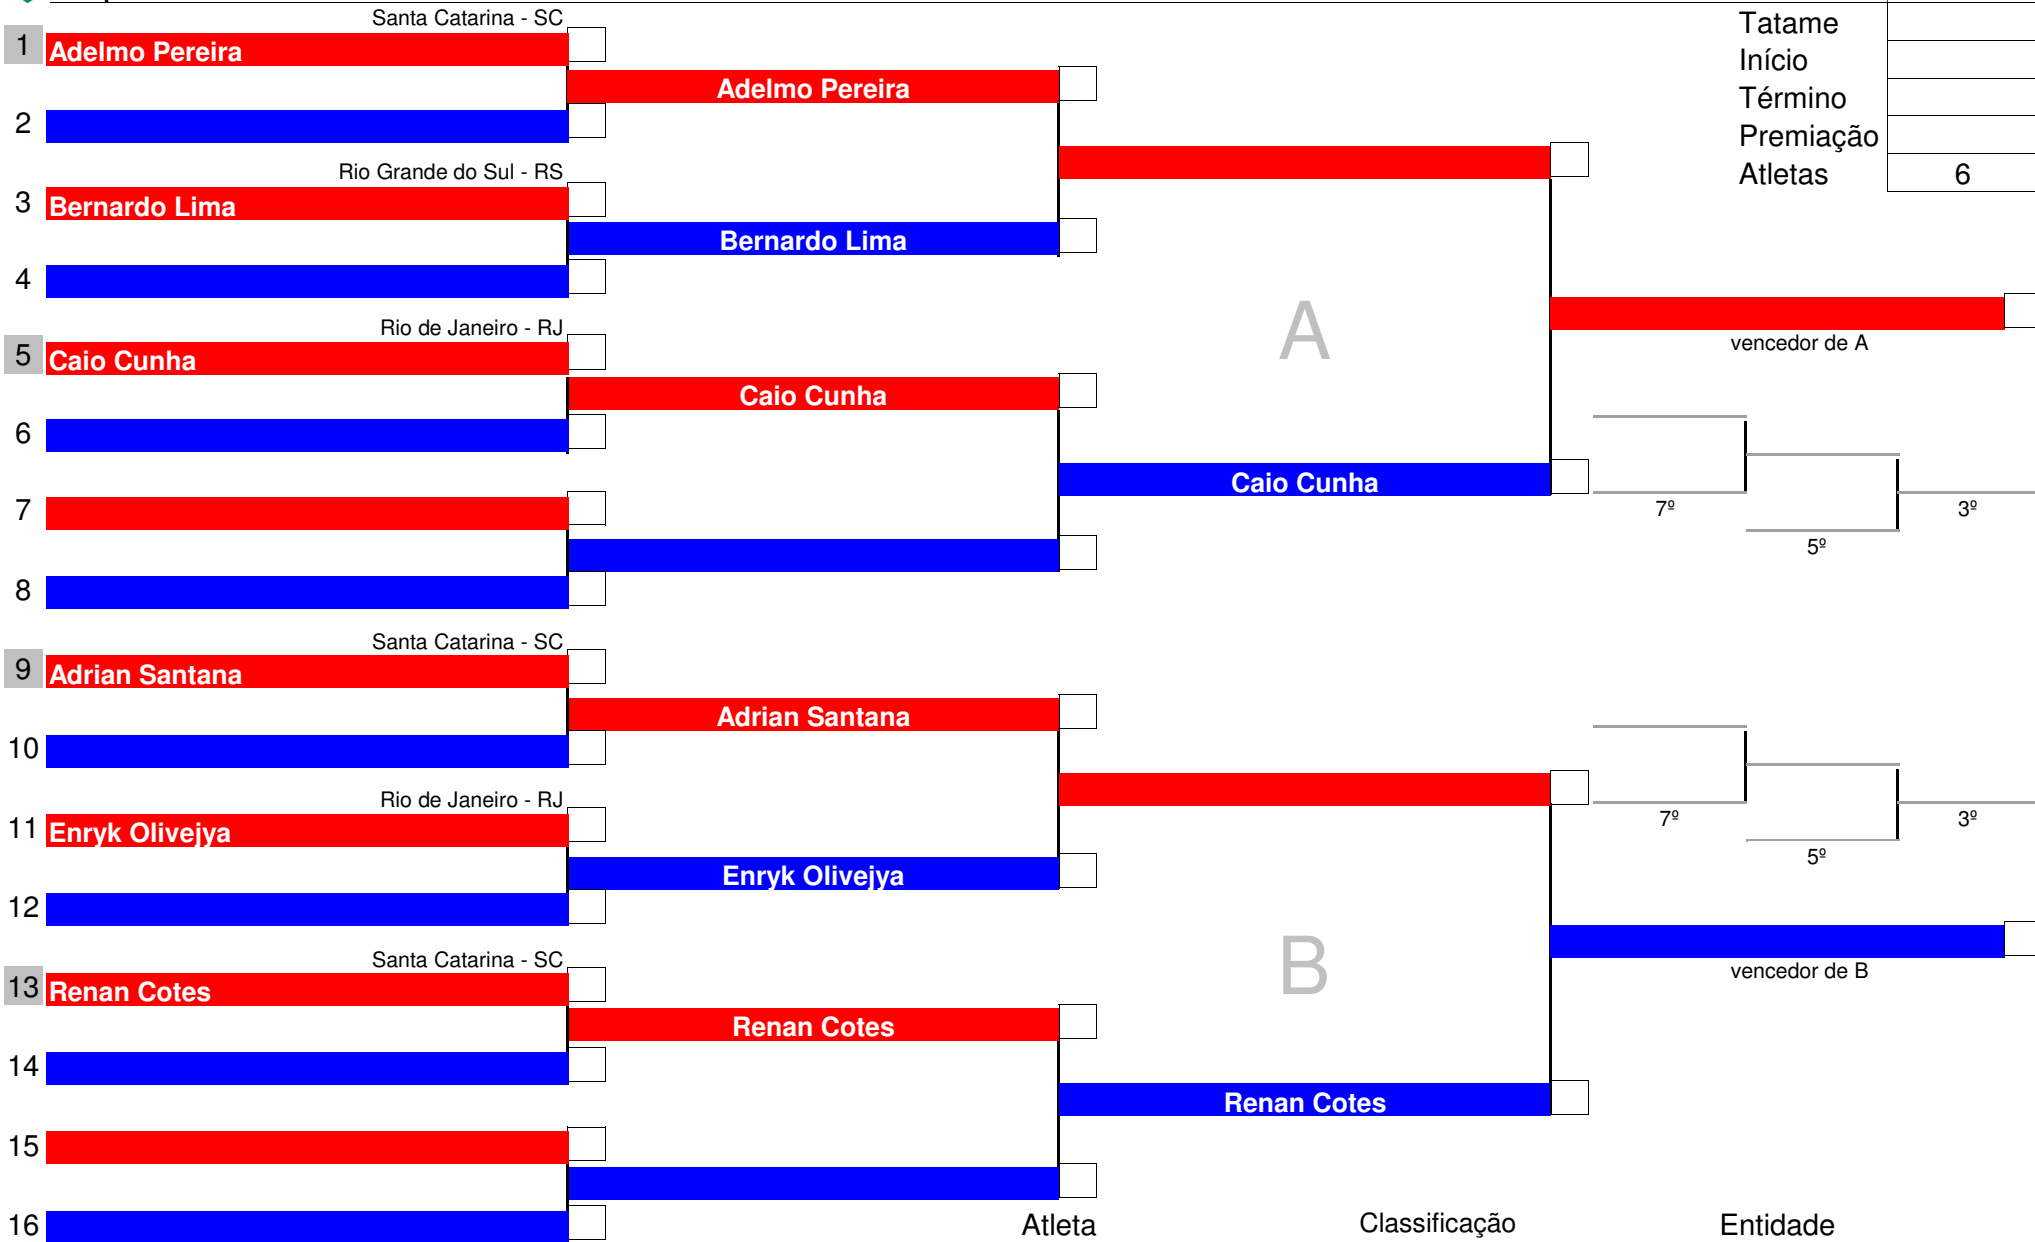 Santa Catarina - SC
1 Adelmo Pereira
Adelmo Pereira
2
Rio Grande do Sul - RS
3 Bernardo Lima
Bernardo Lima
4
Rio de Janeiro - RJ
5 Caio Cunha
Caio Cunha
6
Caio Cunha
7
8
A
Tatame
Início
Término
Premiação
Atletas 6
vencedor de A
7º
5º
3º
Santa Catarina - SC
9 Adrian Santana
Adrian Santana
10
Rio de Janeiro - RJ
11 Enryk Olivejya
Enryk Olivejya
12
Santa Catarina - SC
13 Renan Cotes
Renan Cotes
14
Renan Cotes
15
16
B
7º
5º
3º
vencedor de B
Atleta Classificação Entidade